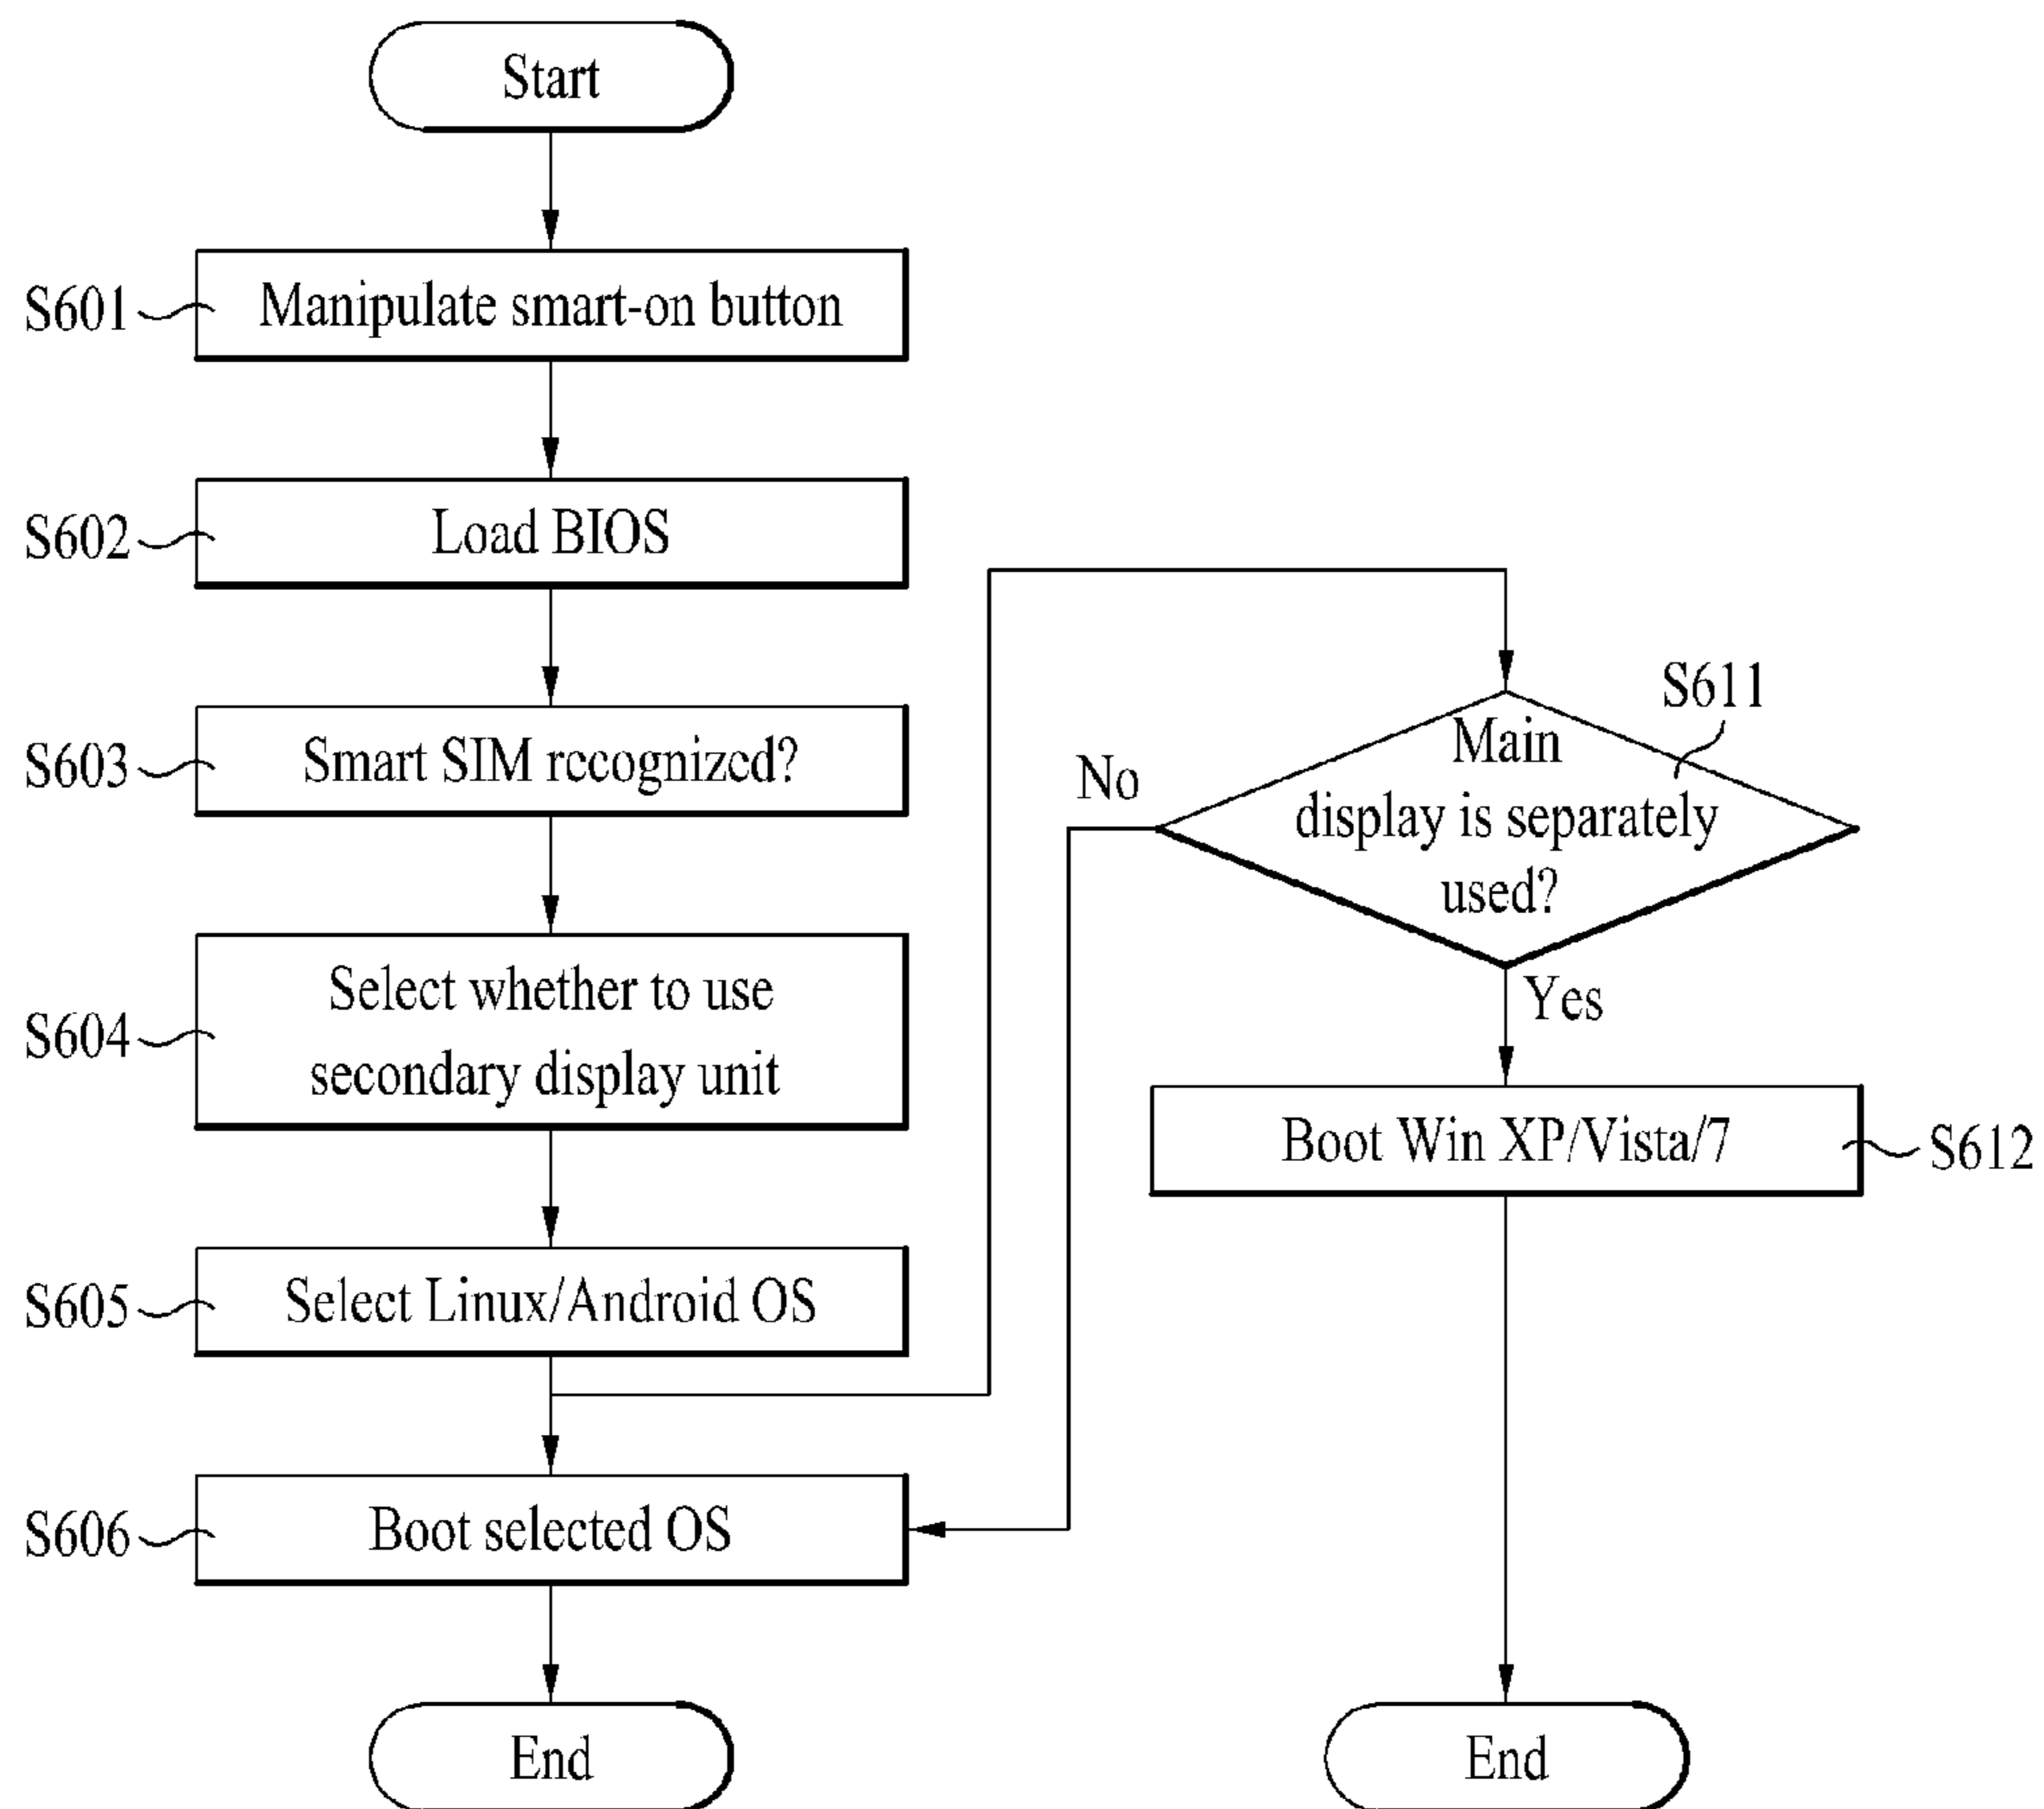 Start
S601
Manipulate smart-on button
S602
Load BIOS
S603
Smart SIM recognized?
S604
Select whether to use
secondary display unit
S605
Select Linux/Android OS
S606
Boot selected OS
End
S611
Main
display is separately
used?
No
Yes
Boot Win XP/Vista/7
S612
End